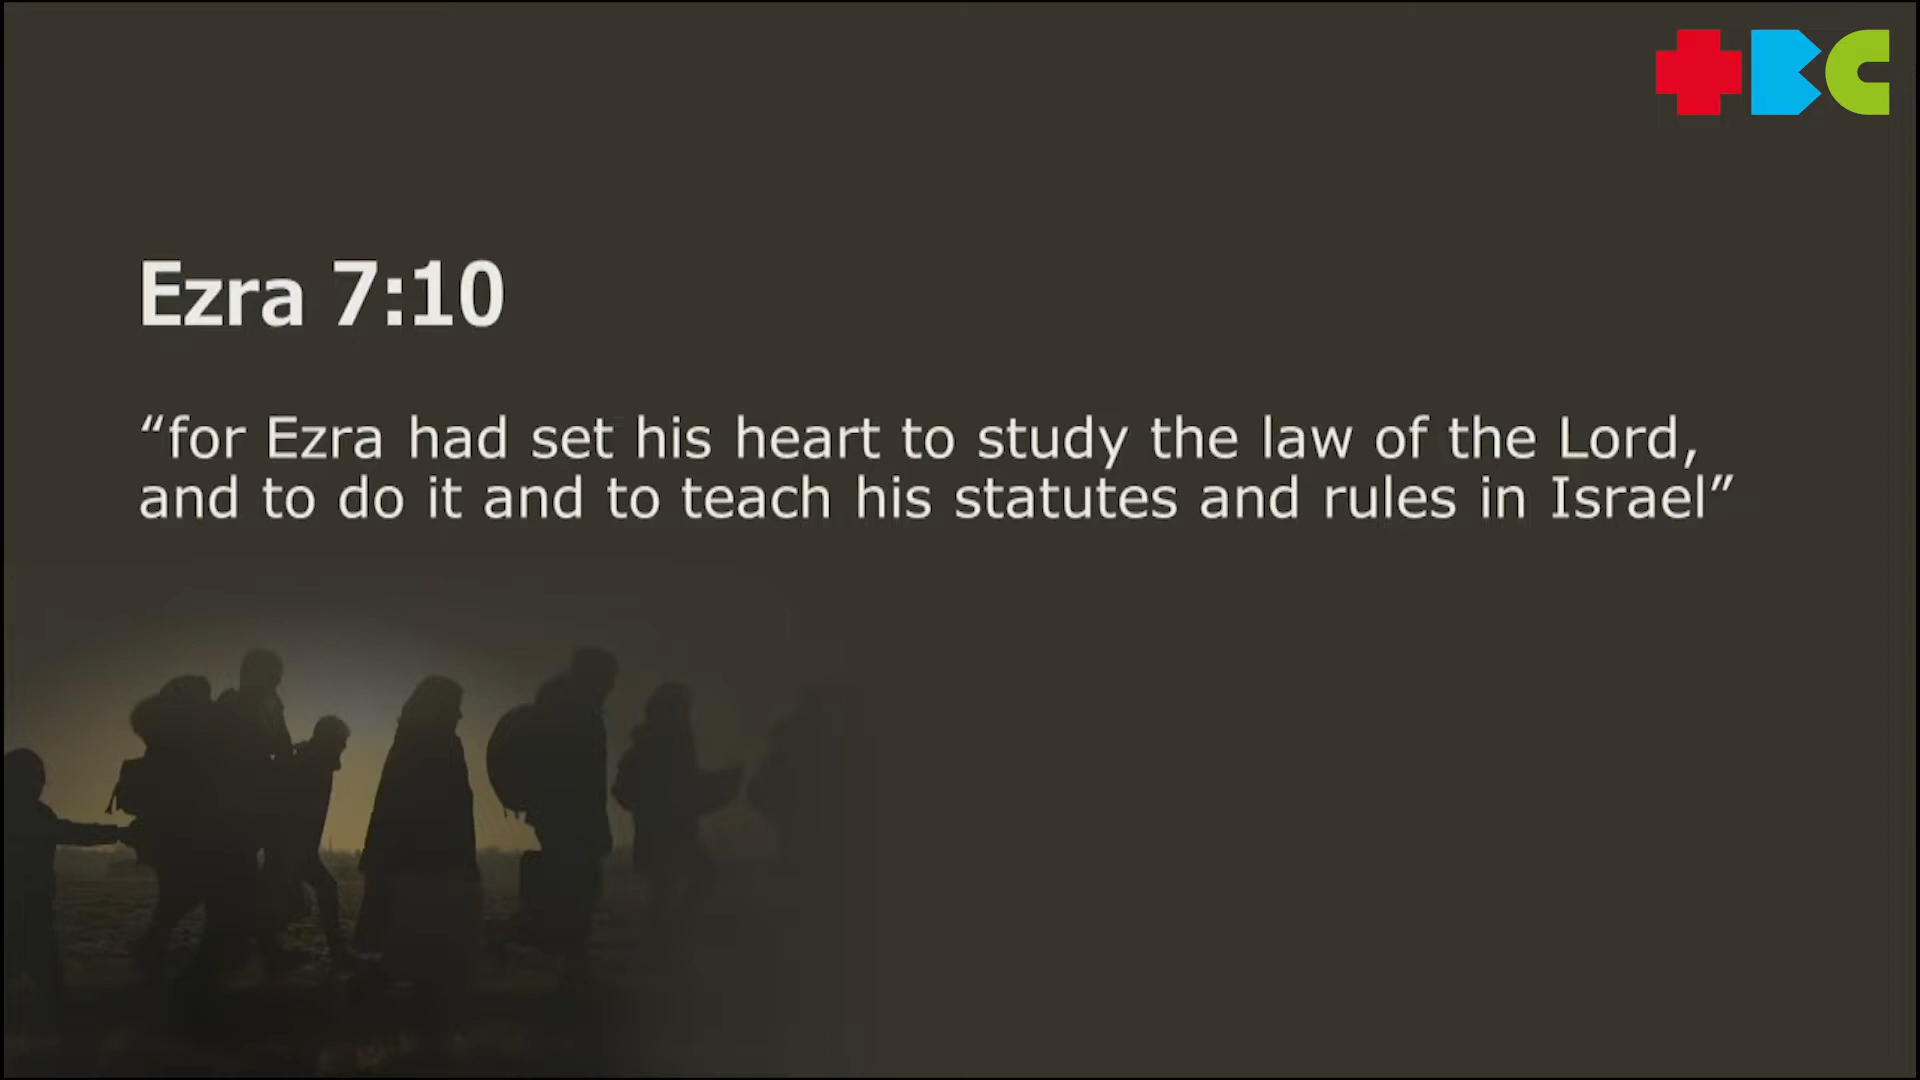 BC
Ezra 7:10
“for Ezra had set his heart to study the law of the Lord,
and to do it and to teach his statutes and rules in Israel”